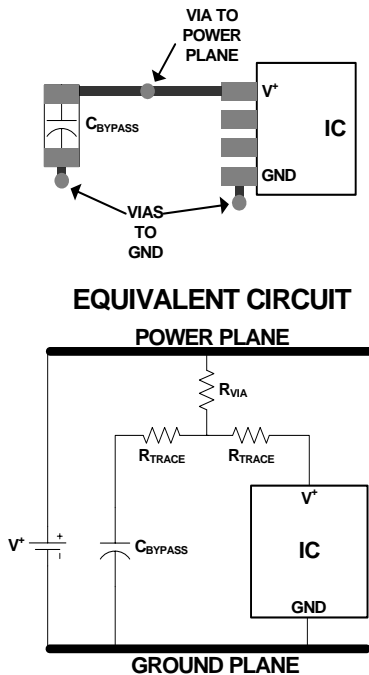 VIA TO
POWER
PLANE
V+
CBYPASS
IC
GND
VIAS
TO
GND
EQUIVALENT CIRCUIT
POWER PLANE
RVIA
RTRACE
RTRACE
V+
V+
+
-
CBYPASS
IC
GND
GROUND PLANE